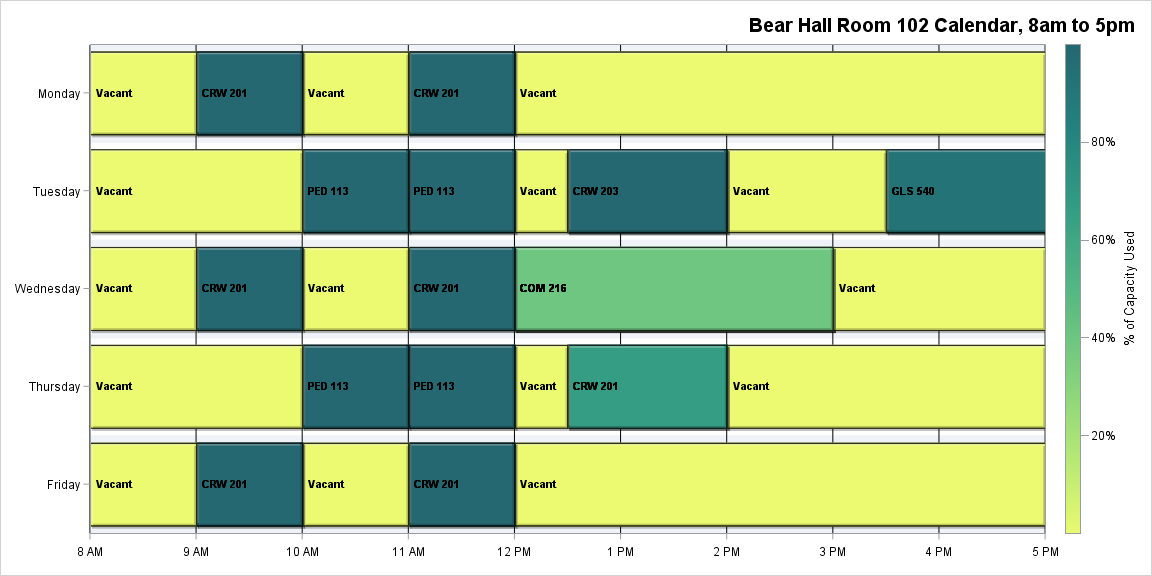 Bear Hall Room 102 Calendar, 8am to 5pm
Monday Vacant CRW 201 Vacant CRW 201 Vacant
80%
Tuesday Vacant PED 113 PED 113 Vacant CRW 203 Vacant GLS 540
60%
% of Capacity Used
Wednesday Vacant CRW 201 Vacant CRW 201 COM 216 Vacant
40%
Thursday Vacant PED 113 PED 113 Vacant CRW 201 Vacant
20%
Friday Vacant CRW 201 Vacant CRW 201 Vacant
8 AM 9 AM 10 AM 11 AM 12 PM 1 PM 2 PM 3 PM 4 PM 5 PM